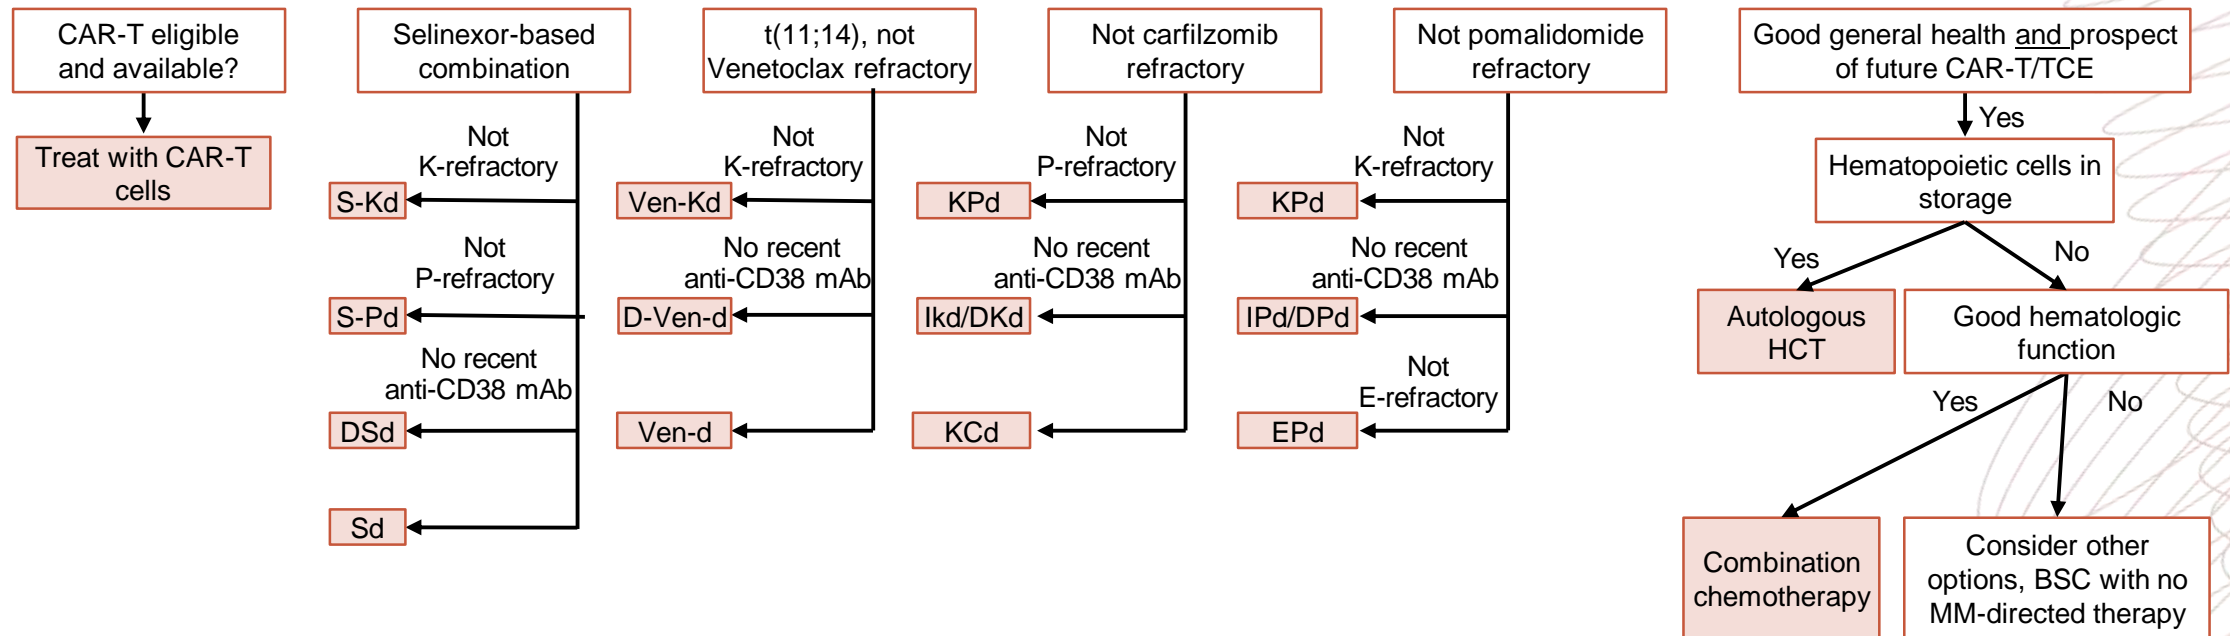 CAR-T eligible
and available?
Treat with CAR-T
cells
Selinexor-based
combination
Not
K-refractory
S-Kd
Not
P-refractory
S-Pd
No recent
anti-CD38 mAb
DSd
Sd
t(11;14), not
Venetoclax refractory
Not
K-refractory
Ven-Kd
No recent
anti-CD38 mAb
D-Ven-d
Ven-d
Not carfilzomib
refractory
Not
P-refractory
KPd
No recent
anti-CD38 mAb
Ikd/DKd
KCd
Not pomalidomide
refractory
Not
K-refractory
KPd
No recent
anti-CD38 mAb
IPd/DPd
Not
E-refractory
EPd
Good general health and prospect
of future CAR-T/TCE
Yes
Hematopoietic cells in
storage
Yes
No
Autologous
HCT
Good hematologic
function
Yes
No
Combination
chemotherapy
Consider other
options, BSC with no
MM-directed therapy